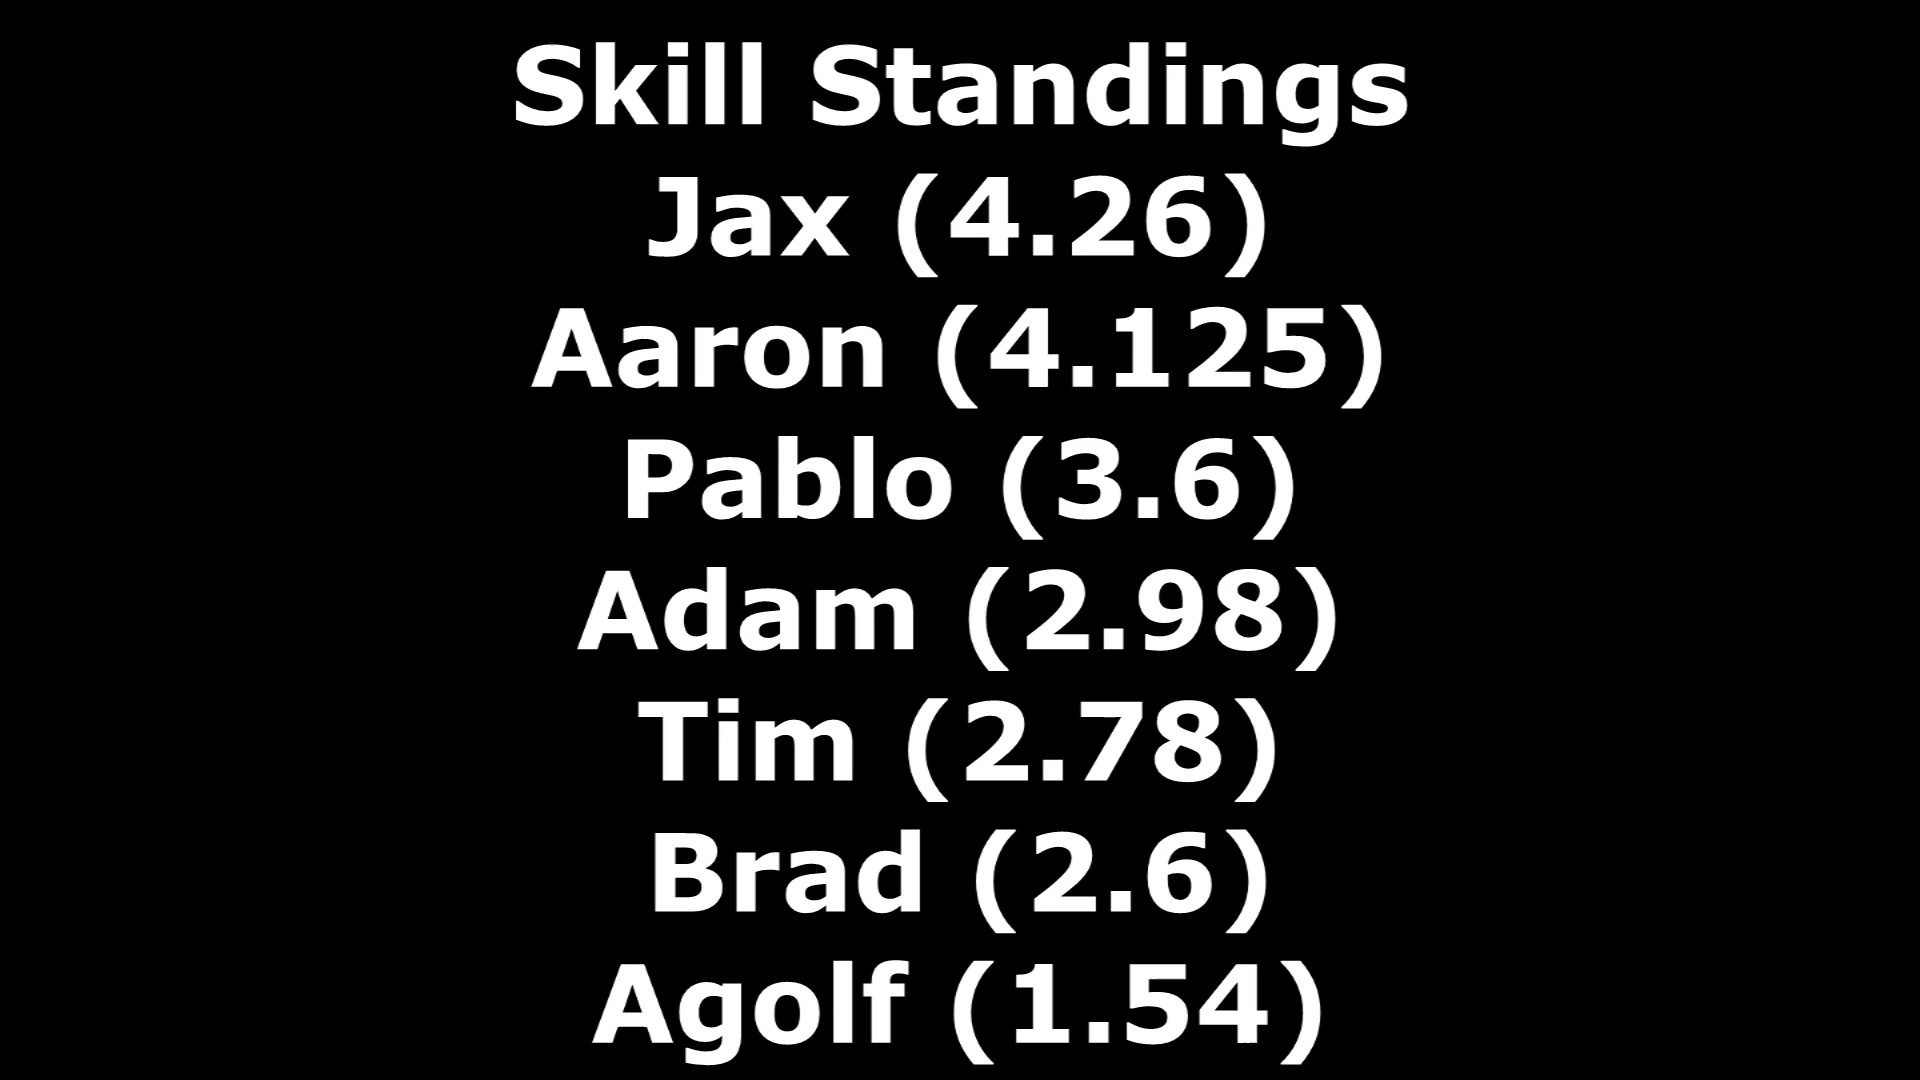 Skill Standings
Jax (4.26)
Aaron (4.125)
Pablo (3.6)
Adam (2.98)
Tim (2.78)
Brad (2.6)
Agolf (1.54)